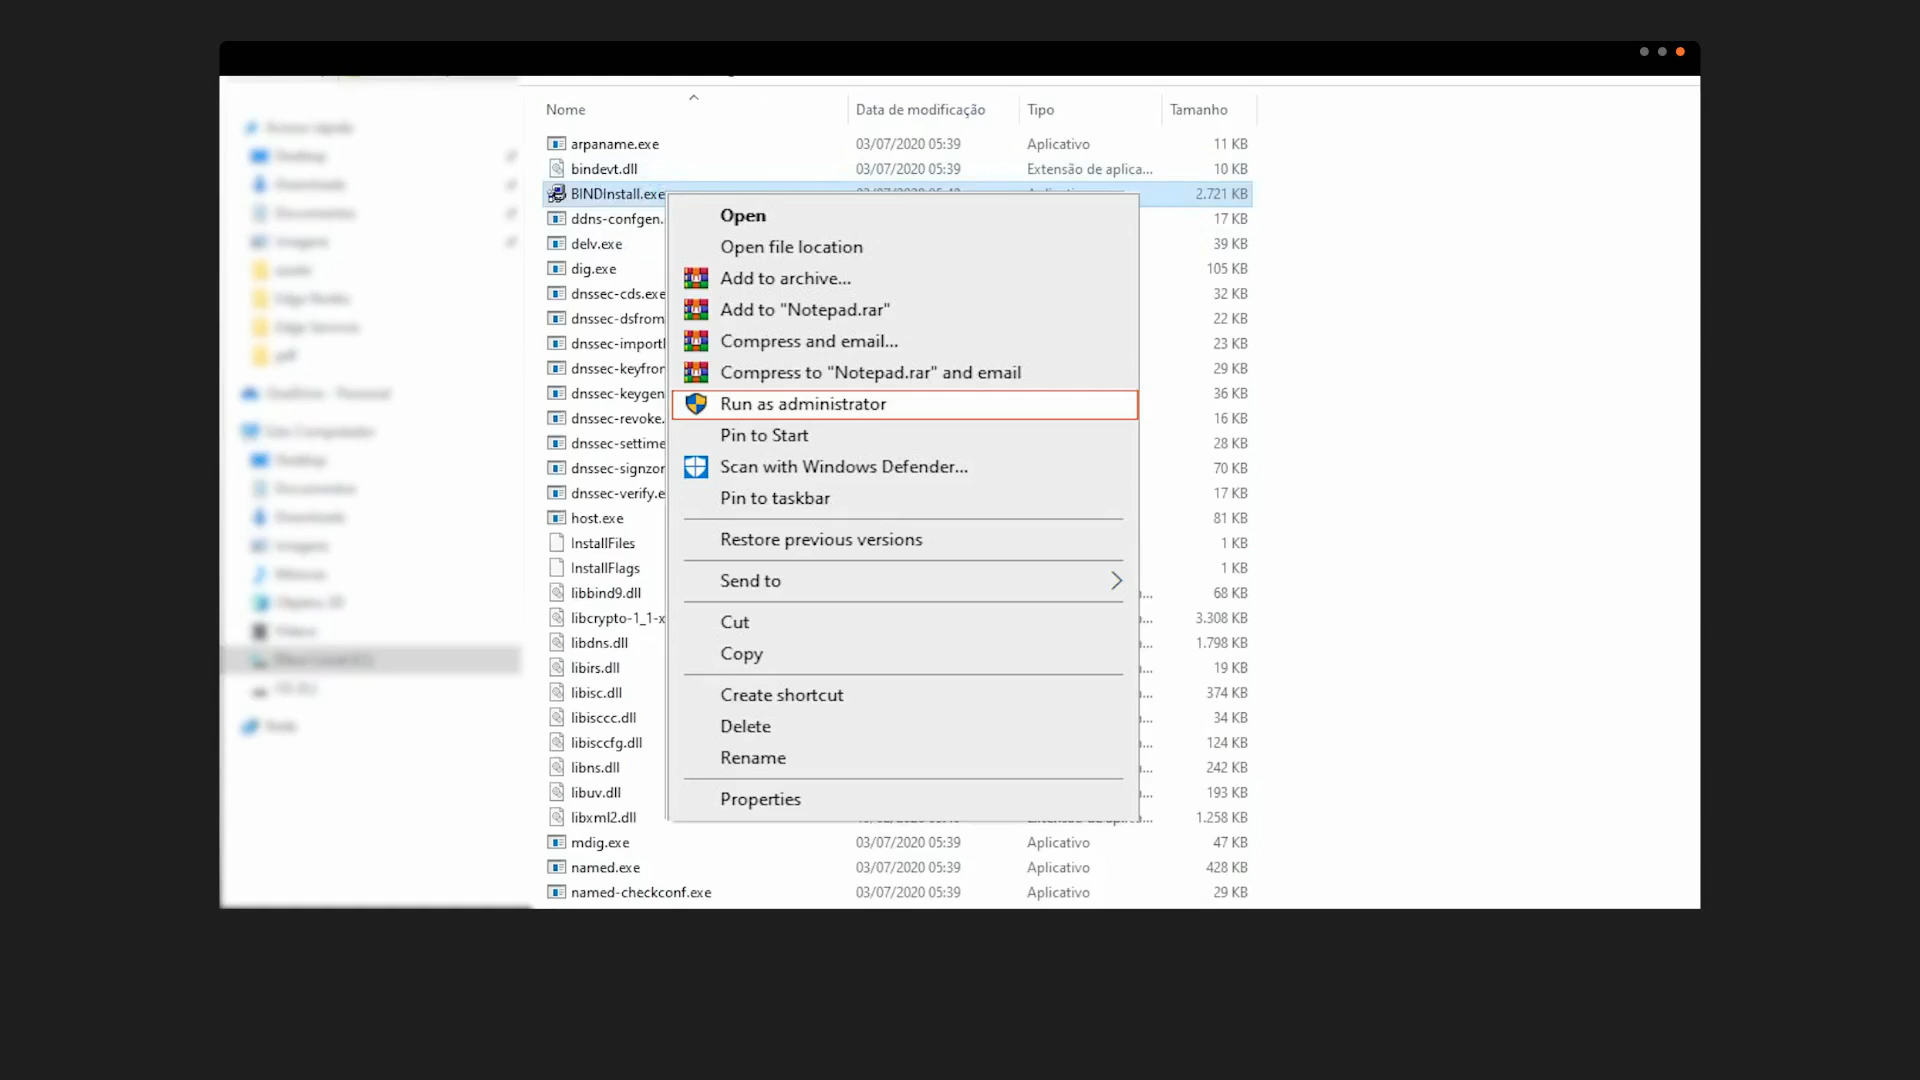 Nome Data de modificação Tipo Tamanho
arpaname.exe 03/07/2020 05:39 Aplicativo 11 KB
bindevt.dll 03/07/2020 05:39 Extensão de aplica... 10 KB
BINDInstall.exe 2.721 KB
ddns-confgen. 17 KB
delv.exe 39 KB
dig.exe 105 KB
dnssec-cds.exe 32 KB
dnssec-dsfrom 22 KB
dnssec-import 23 KB
dnssec-keyfror 29 KB
dnssec-keygen 36 KB
dnssec-revoke. 16 KB
dnssec-settime 28 KB
dnssec-signzor 70 KB
dnssec-verify.e 17 KB
host.exe 81 KB
InstallFiles 1 KB
InstallFlags 1 KB
libbind9.dll ... 68 KB
libcrypto-1_1-x ... 3.308 KB
libdns.dll ... 1.798 KB
libirs.dll ... 19 KB
libisc.dll ... 374 KB
libisccc.dll ... 34 KB
libisccfg.dll ... 124 KB
libns.dll ... 242 KB
libuv.dll ... 193 KB
libxml2.dll ... 1.258 KB
mdig.exe 03/07/2020 05:39 Aplicativo 47 KB
named.exe 03/07/2020 05:39 Aplicativo 428 KB
named-checkconf.exe 03/07/2020 05:39 Aplicativo 29 KB
Open
Open file location
Add to archive...
Add to "Notepad.rar"
Compress and email...
Compress to "Notepad.rar" and email
Run as administrator
Pin to Start
Scan with Windows Defender...
Pin to taskbar
Restore previous versions
Send to
Cut
Copy
Create shortcut
Delete
Rename
Properties